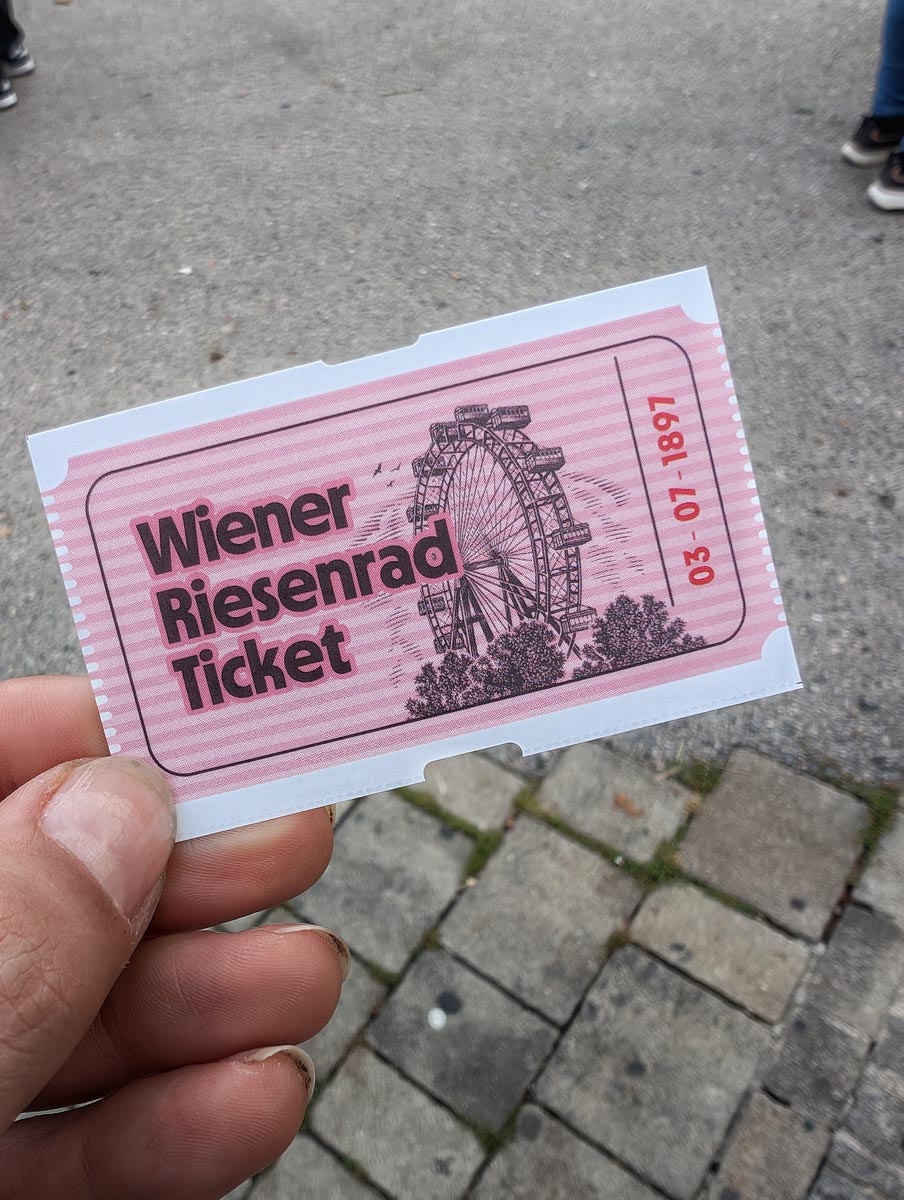 Wiener
Riesenrad
Ticket
03-07-1897